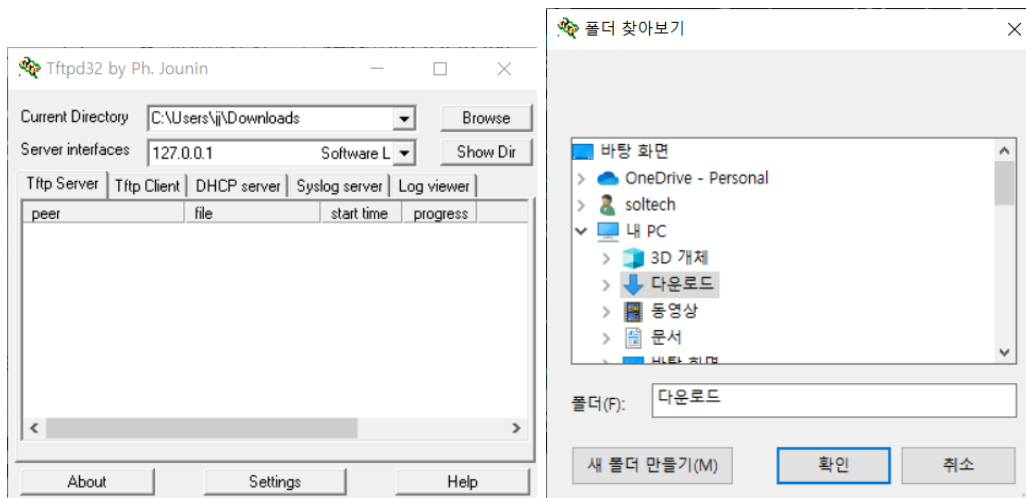 Tftpd32 by Ph. Jounin
Current Directory C:\Users\jj\Downloads Browse
Server interfaces 127.0.0.1 Software L Show Dir
Tftp Server Tftp Client DHCP server Syslog server Log viewer
peer file start time progress
About Settings Help
폴더 찾아보기
바탕 화면
OneDrive - Personal
soltech
내 PC
3D 개체
다운로드
동영상
문서
바탕 화면
폴더(F): 다운로드
새 폴더 만들기(M) 확인 취소